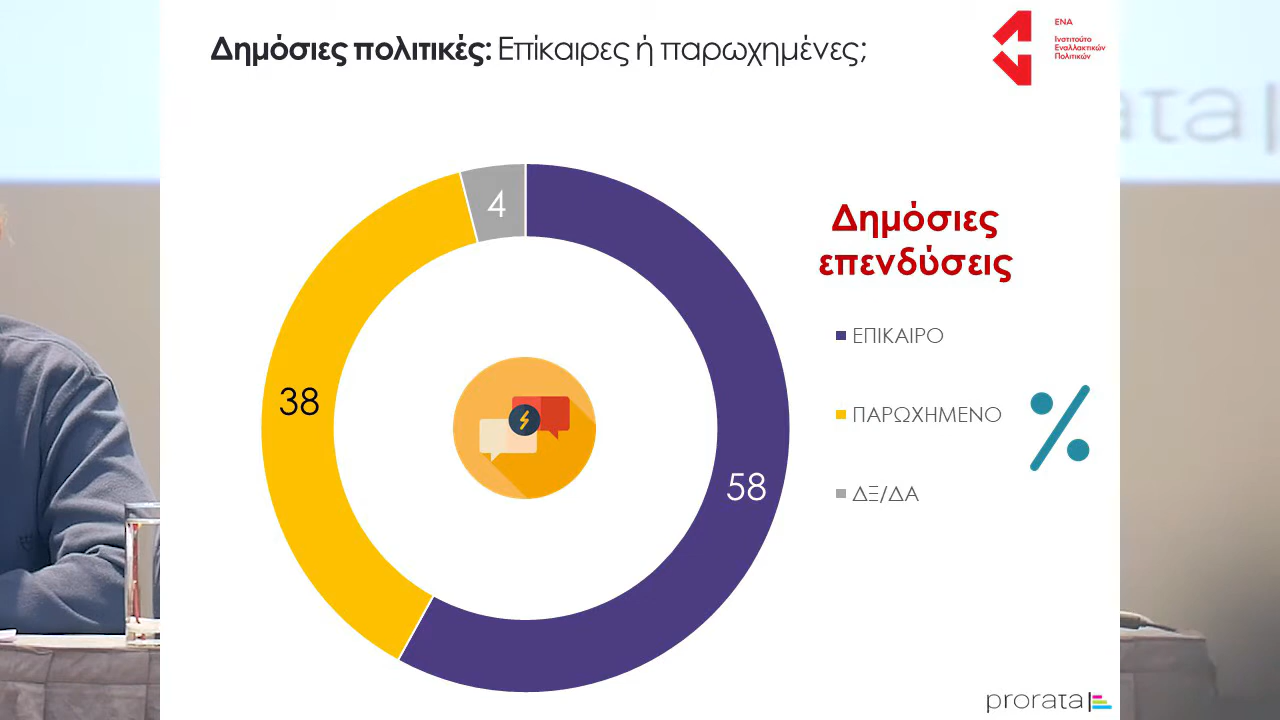 Δημόσιες πολιτικές: Επίκαιρες ή παρωχημένες;
ΕΝΑ
Ινστιτούτο
Εναλλακτικών
Πολιτικών
4
38
58
Δημόσιες
επενδύσεις
ΕΠΙΚΑΙΡΟ
ΠΑΡΩΧΗΜΕΝΟ
ΔΞ/ΔΑ
%
prorata